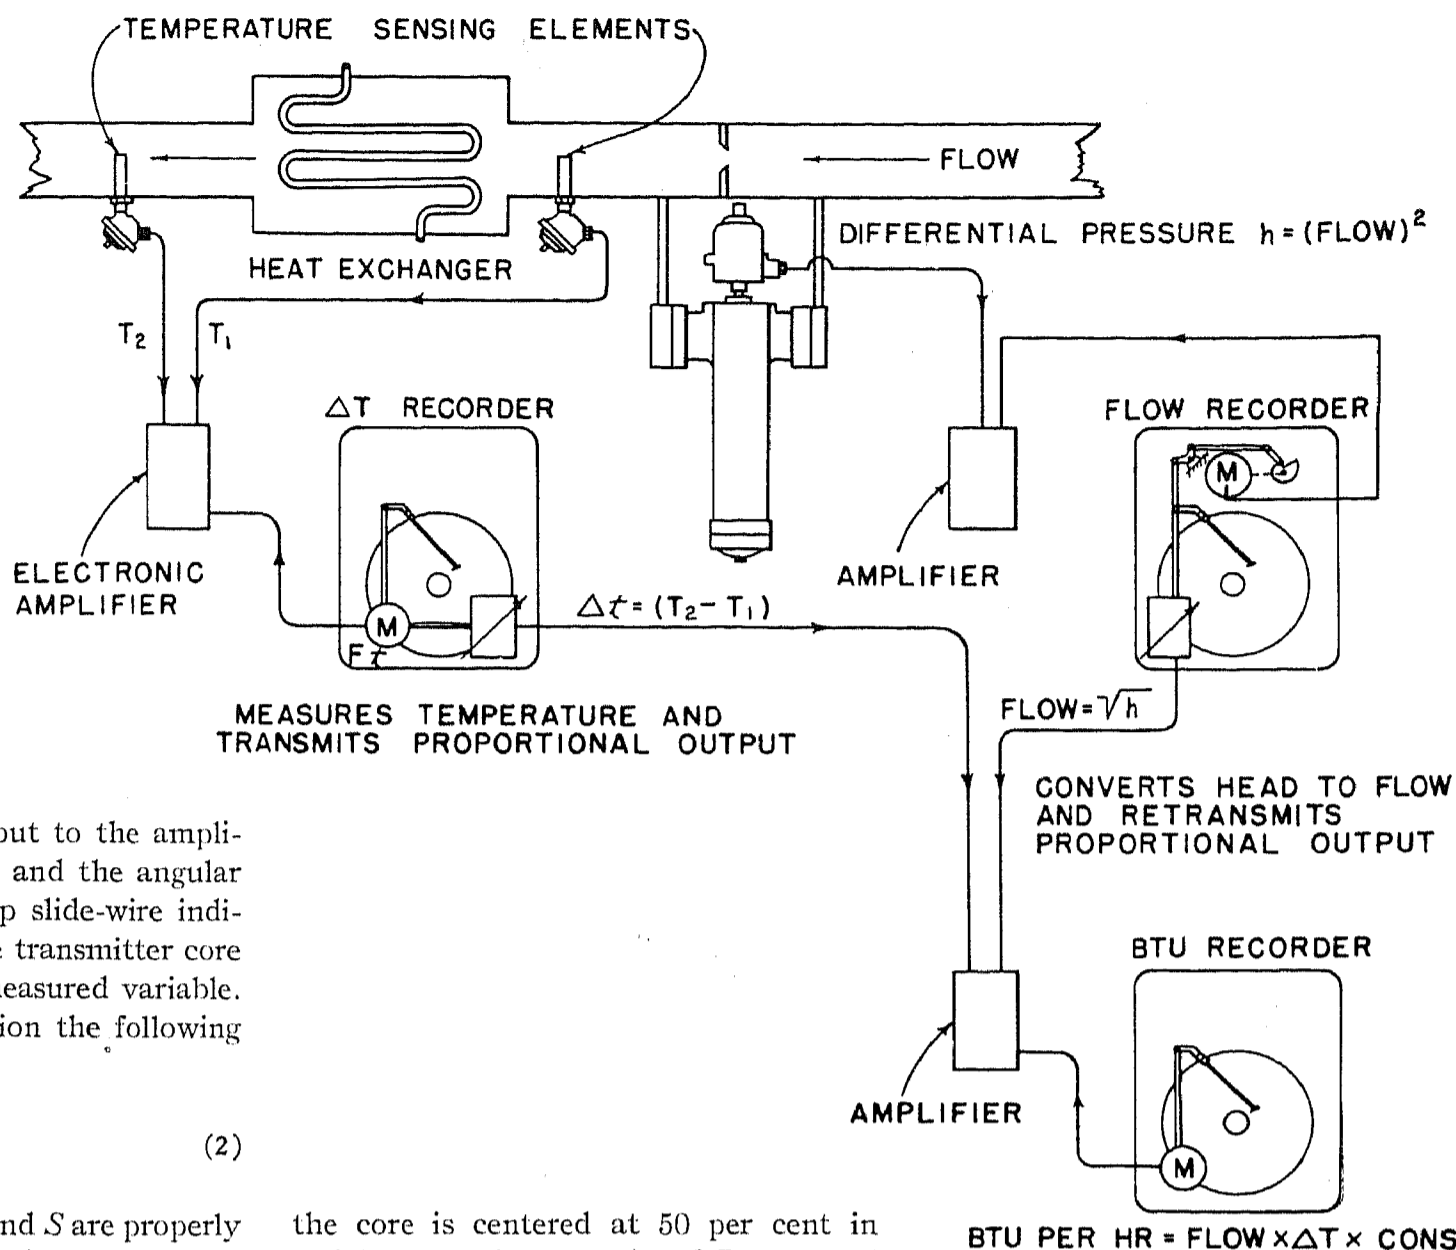 TEMPERATURE SENSING ELEMENTS
FLOW
DIFFERENTIAL PRESSURE h = (FLOW)²
HEAT EXCHANGER
T₂
T₁
ΔT RECORDER
FLOW RECORDER
M
ELECTRONIC
AMPLIFIER
AMPLIFIER
Δt = (T₂ - T₁)
M
Ft
FLOW = √h
MEASURES TEMPERATURE AND
TRANSMITS PROPORTIONAL OUTPUT
CONVERTS HEAD TO FLOW
AND RETRANSMITS
PROPORTIONAL OUTPUT
out to the ampli-
and the angular
p slide-wire indi-
transmitter core
easured variable.
ion the following
(2)
nd S are properly
the core is centered at 50 per cent in
BTU RECORDER
AMPLIFIER
M
BTU PER HR = FLOW x ΔT x CONS